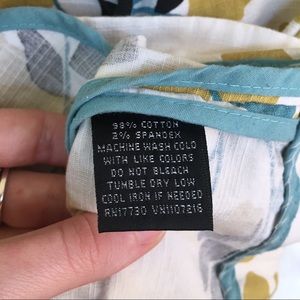 98% COTTON
2% SPANDEX
MACHINE WASH COLD
WITH LIKE COLORS
DO NOT BLEACH
TUMBLE DRY LOW
COOL IRON IF NEEDED
RN17730 VN1107216